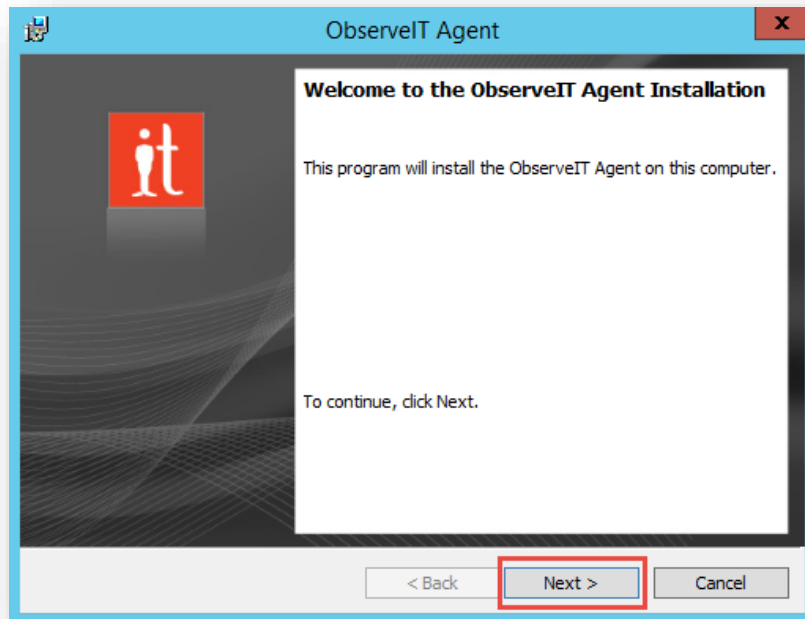 ObserveIT Agent
x
it
Welcome to the ObserveIT Agent Installation
This program will install the ObserveIT Agent on this computer.
To continue, click Next.
< Back
Next >
Cancel